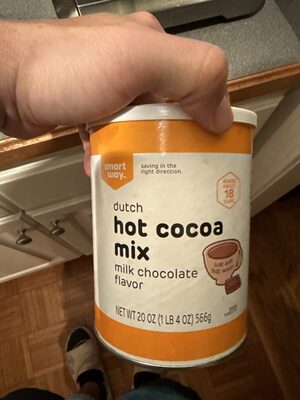 smart
way.
saving in the
right direction.
dutch
hot cocoa
mix
milk chocolate
flavor
MAKES
ABOUT
18
CUPS
just add
hot water
NET WT 20 OZ (1 LB 4 OZ) 566g